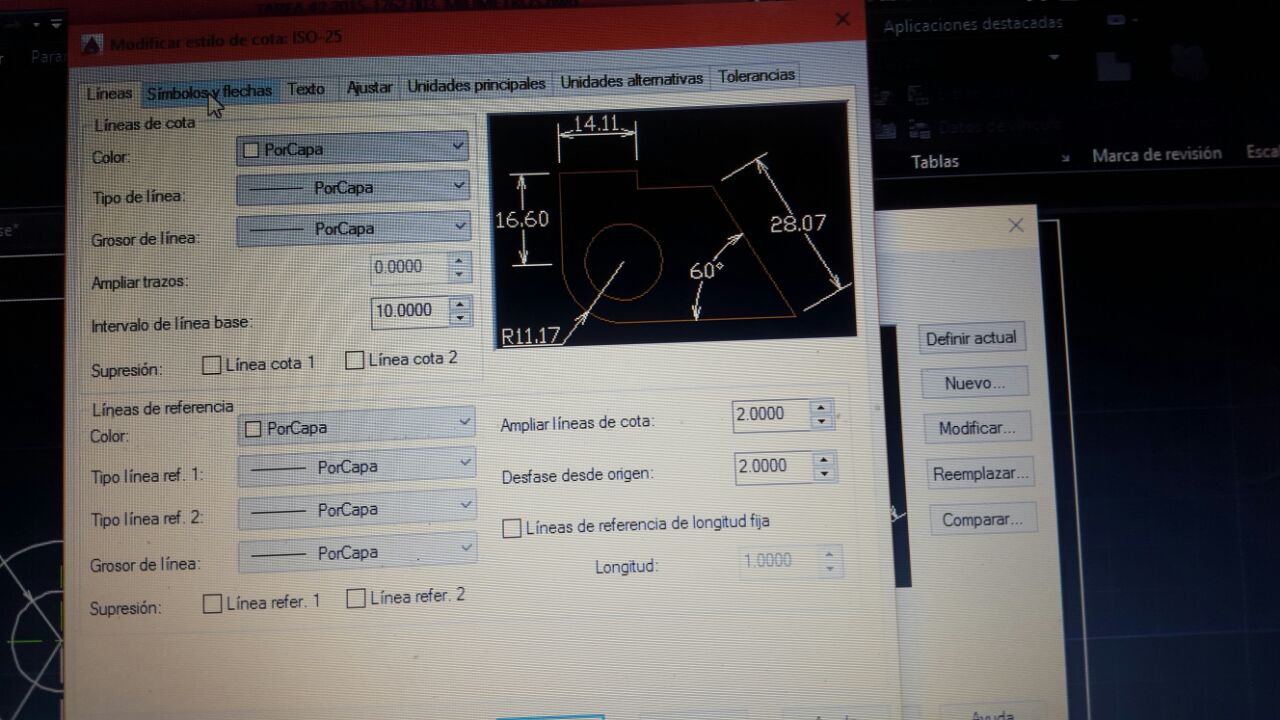 Modificar estilo de cota: ISO-25
Aplicaciones destacadas
Líneas Símbolos y flechas Texto Ajustar Unidades principales Unidades alternativas Tolerancias
Líneas de cota
Color: PorCapa
Tipo de línea: PorCapa
Grosor de línea: PorCapa
Ampliar trazos: 0.0000
Intervalo de línea base: 10.0000
Supresión: Línea cota 1 Línea cota 2
14.11
16.60
28.07
60°
R11.17
Líneas de referencia
Color: PorCapa
Tipo línea ref. 1: PorCapa
Tipo línea ref. 2: PorCapa
Grosor de línea: PorCapa
Supresión: Línea refer. 1 Línea refer. 2
Ampliar líneas de cota: 2.0000
Desfase desde origen: 2.0000
Líneas de referencia de longitud fija
Longitud: 1.0000
Tablas Marca de revisión
Definir actual
Nuevo...
Modificar...
Reemplazar...
Comparar...
Ayuda